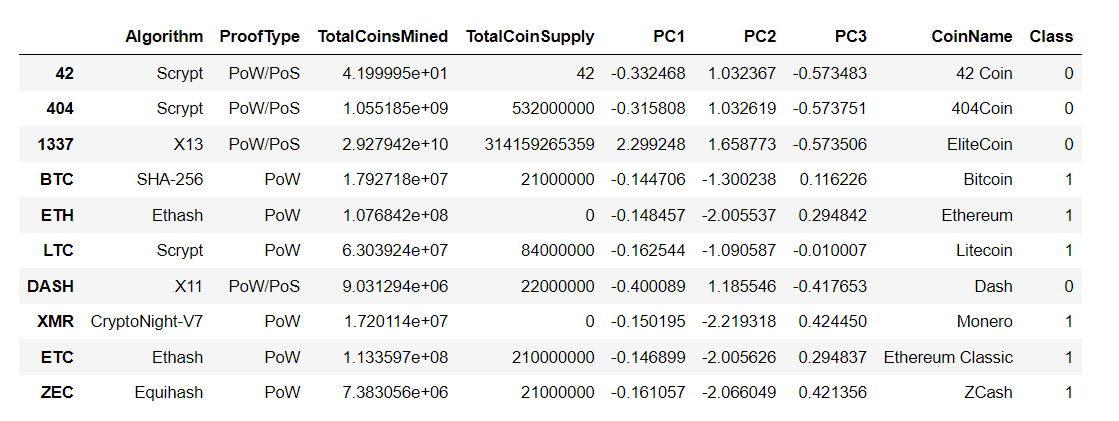 Algorithm ProofType TotalCoinsMined TotalCoinSupply PC1 PC2 PC3 CoinName Class
42 Scrypt PoW/PoS 4.199995e+01 42 -0.332468 1.032367 -0.573483 42 Coin 0
404 Scrypt PoW/PoS 1.055185e+09 532000000 -0.315808 1.032619 -0.573751 404Coin 0
1337 X13 PoW/PoS 2.927942e+10 314159265359 2.299248 1.658773 -0.573506 EliteCoin 0
BTC SHA-256 PoW 1.792718e+07 21000000 -0.144706 -1.300238 0.116226 Bitcoin 1
ETH Ethash PoW 1.076842e+08 0 -0.148457 -2.005537 0.294842 Ethereum 1
LTC Scrypt PoW 6.303924e+07 84000000 -0.162544 -1.090587 -0.010007 Litecoin 1
DASH X11 PoW/PoS 9.031294e+06 22000000 -0.400089 1.185546 -0.417653 Dash 0
XMR CryptoNight-V7 PoW 1.720114e+07 0 -0.150195 -2.219318 0.424450 Monero 1
ETC Ethash PoW 1.133597e+08 210000000 -0.146899 -2.005626 0.294837 Ethereum Classic 1
ZEC Equihash PoW 7.383056e+06 21000000 -0.161057 -2.066049 0.421356 ZCash 1